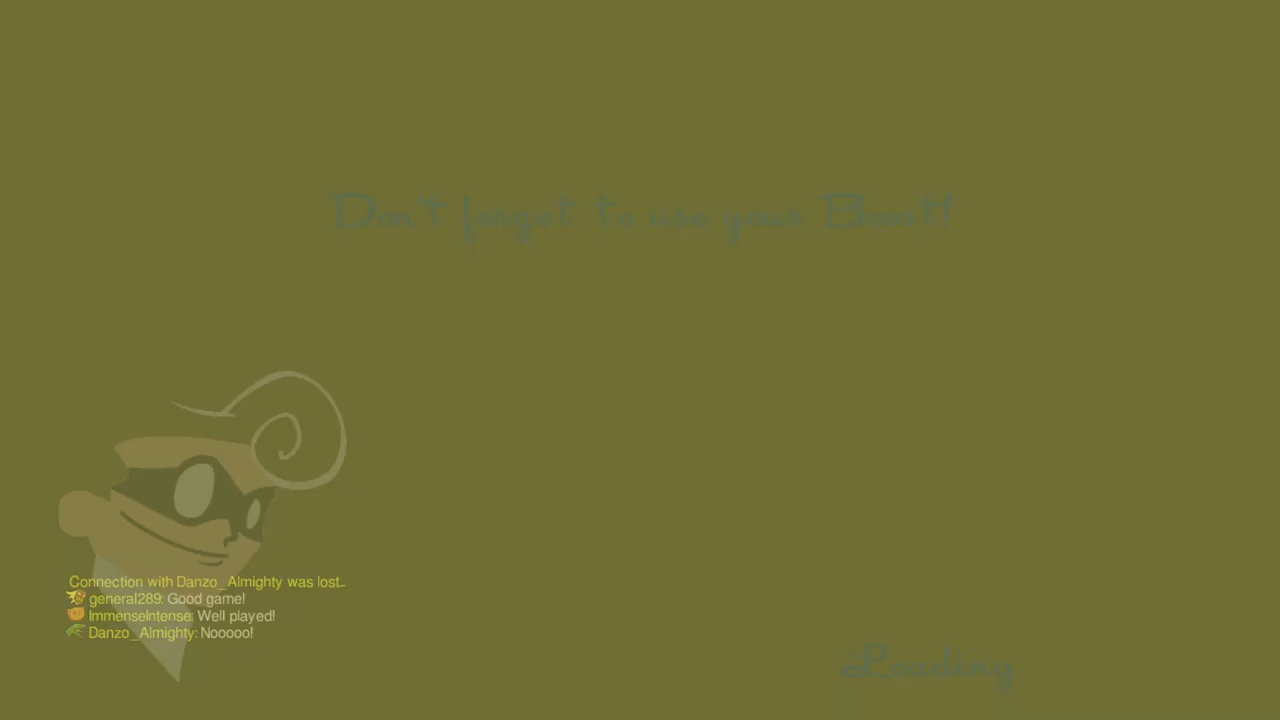 Don't forget to use your Boost!
Connection with Danzo_Almighty was lost..
general289: Good game!
ImmenseIntense: Well played!
Danzo_Almighty: Nooooo!
Loading